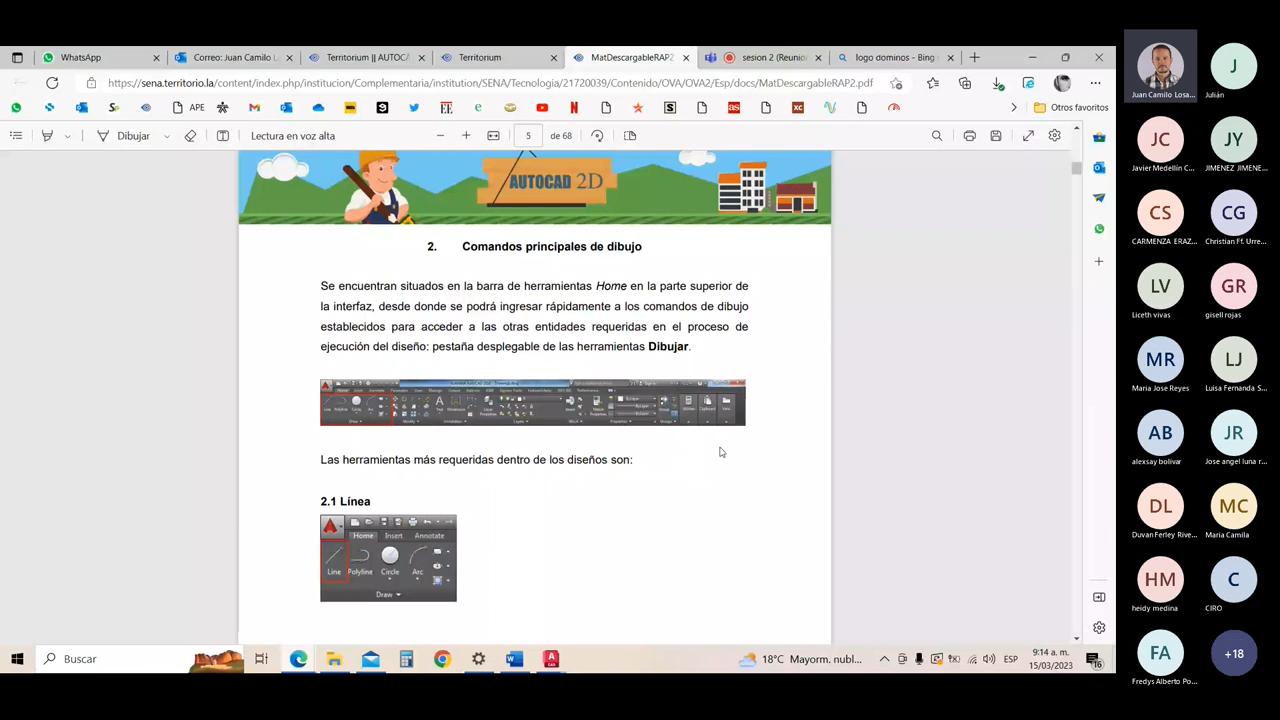 WhatsApp
Correo: Juan Camilo L
Territorium || AUTOCA
Territorium
MatDescargableRAP2
sesion 2 (Reunió
logo dominos - Bing
https://sena.territorio.la/content/index.php/institucion/Complementaria/institution/SENA/Tecnologia/21720039/Contenido/OVA/OVA2/Esp/docs/MatDescargableRAP2.pdf
APE
Otros favoritos
Dibujar
Lectura en voz alta
5
de 68
AUTOCAD 2D
2. Comandos principales de dibujo
Se encuentran situados en la barra de herramientas Home en la parte superior de
la interfaz, desde donde se podrá ingresar rápidamente a los comandos de dibujo
establecidos para acceder a las otras entidades requeridas en el proceso de
ejecución del diseño: pestaña desplegable de las herramientas Dibujar.
Las herramientas más requeridas dentro de los diseños son:
2.1 Línea
Home
Insert
Annotate
Line
Polyline
Circle
Arc
Draw
Buscar
18°C Mayorm. nubl...
ESP
9:14 a. m.
15/03/2023
16
Juan Camilo Losa...
J
Julián
JC
Javier Medellín C...
JY
JIMENEZ JIMENE...
CS
CARMENZA ERAZ...
CG
Christian Ff. Urre...
LV
Liceth vivas
GR
gisell rojas
MR
Maria Jose Reyes
LJ
Luisa Fernanda S...
AB
alexsay bolivar
JR
Jose angel luna r...
DL
Duvan Ferley Rive...
MC
Maria Camila
HM
heidy medina
C
CIRO
FA
Fredys Alberto Po...
+18